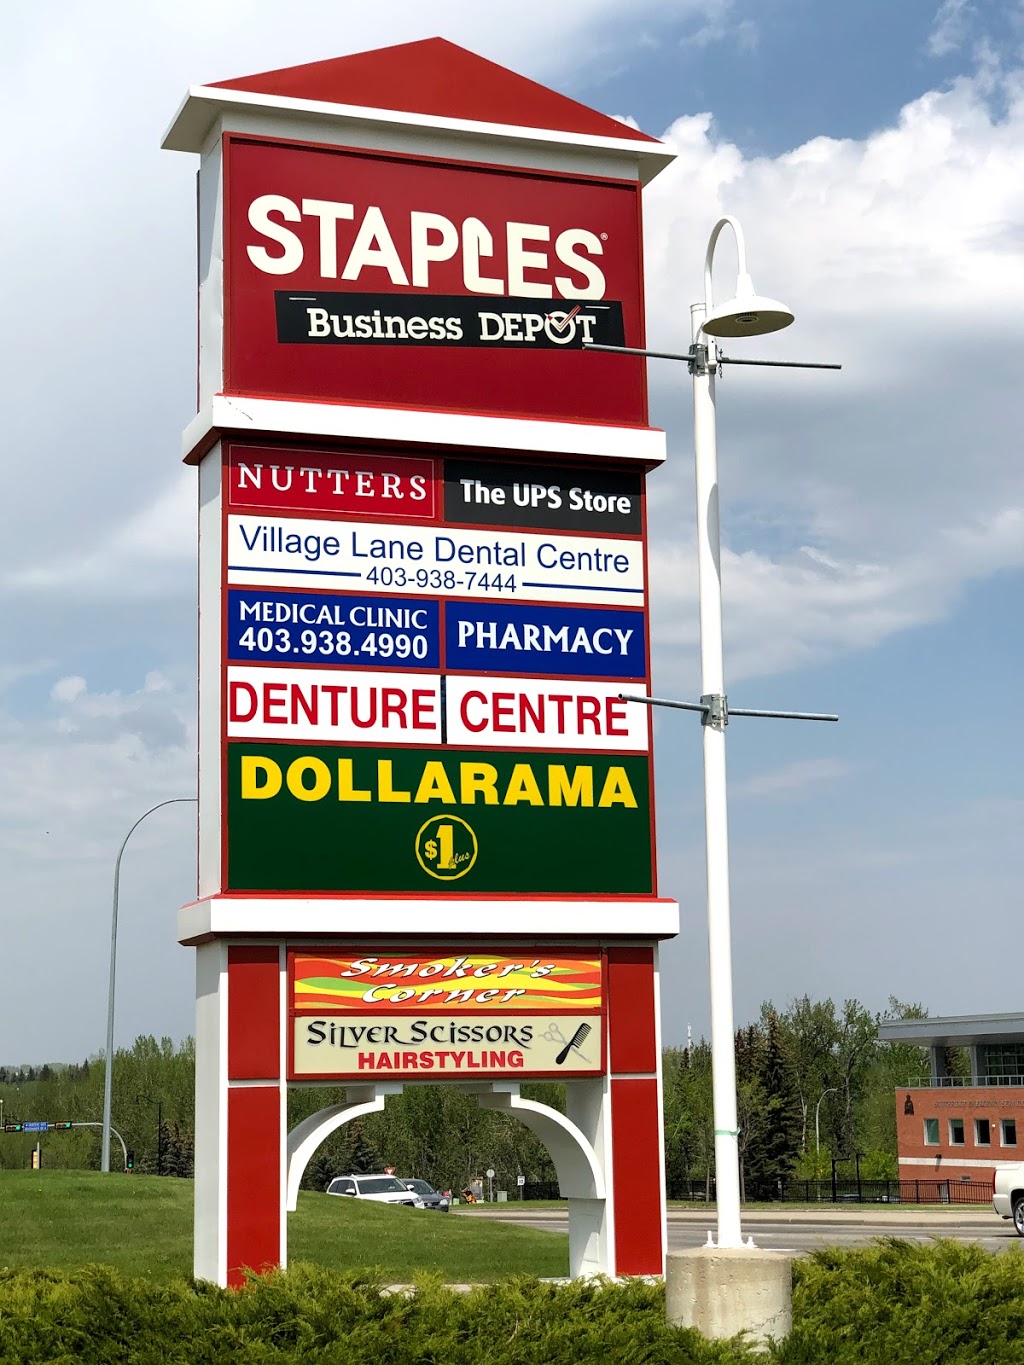 STAPLES®
Business DEPOT
NUTTERS
The UPS Store
Village Lane Dental Centre
403-938-7444
MEDICAL CLINIC
403.938.4990
PHARMACY
DENTURE CENTRE
DOLLARAMA
$1 plus
Smoker's
Corner
SILVER SCISSORS
HAIRSTYLING